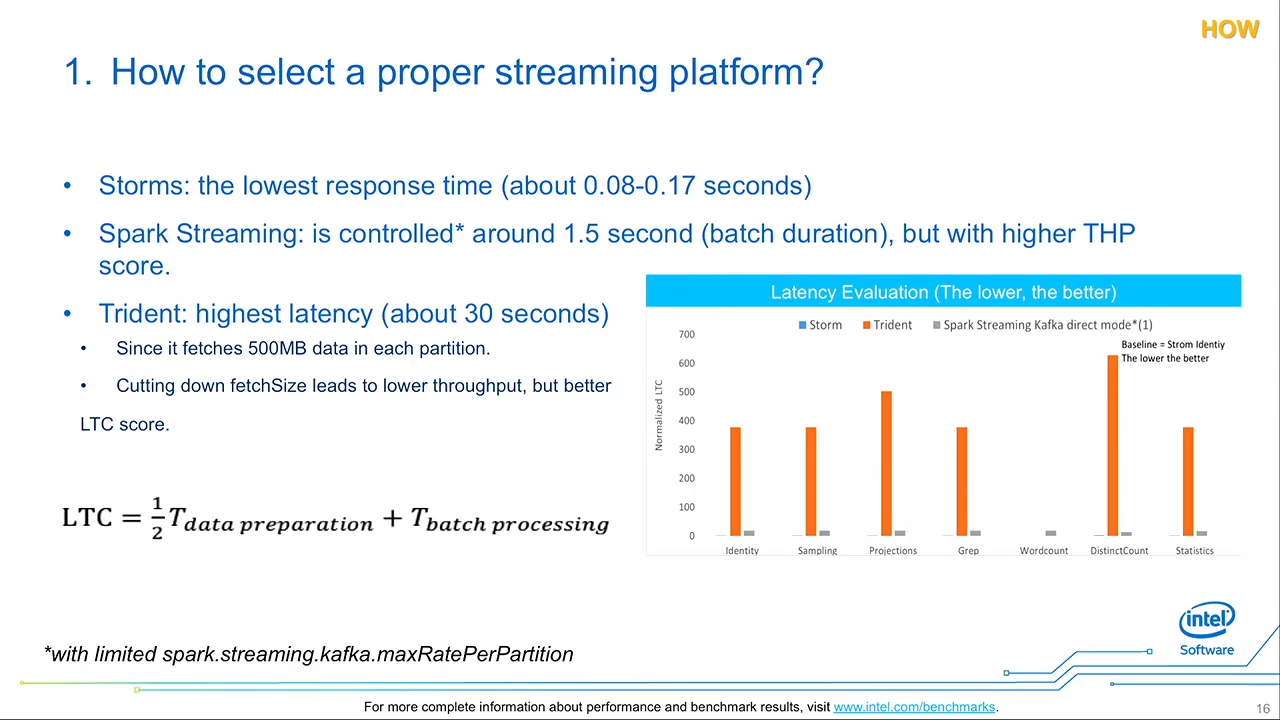 HOW
1. How to select a proper streaming platform?
• Storms: the lowest response time (about 0.08-0.17 seconds)
• Spark Streaming: is controlled* around 1.5 second (batch duration), but with higher THP
score.
• Trident: highest latency (about 30 seconds)
• Since it fetches 500MB data in each partition.
• Cutting down fetchSize leads to lower throughput, but better
LTC score.
LTC = 1/2 T data preparation + T batch processing
Latency Evaluation (The lower, the better)
Storm Trident Spark Streaming Kafka direct mode*(1)
Baseline = Strom Identiy
The lower the better
Normalized LTC
700
600
500
400
300
200
100
0
Identity Sampling Projections Grep Wordcount DistinctCount Statistics
*with limited spark.streaming.kafka.maxRatePerPartition
intel
Software
For more complete information about performance and benchmark results, visit www.intel.com/benchmarks.
16